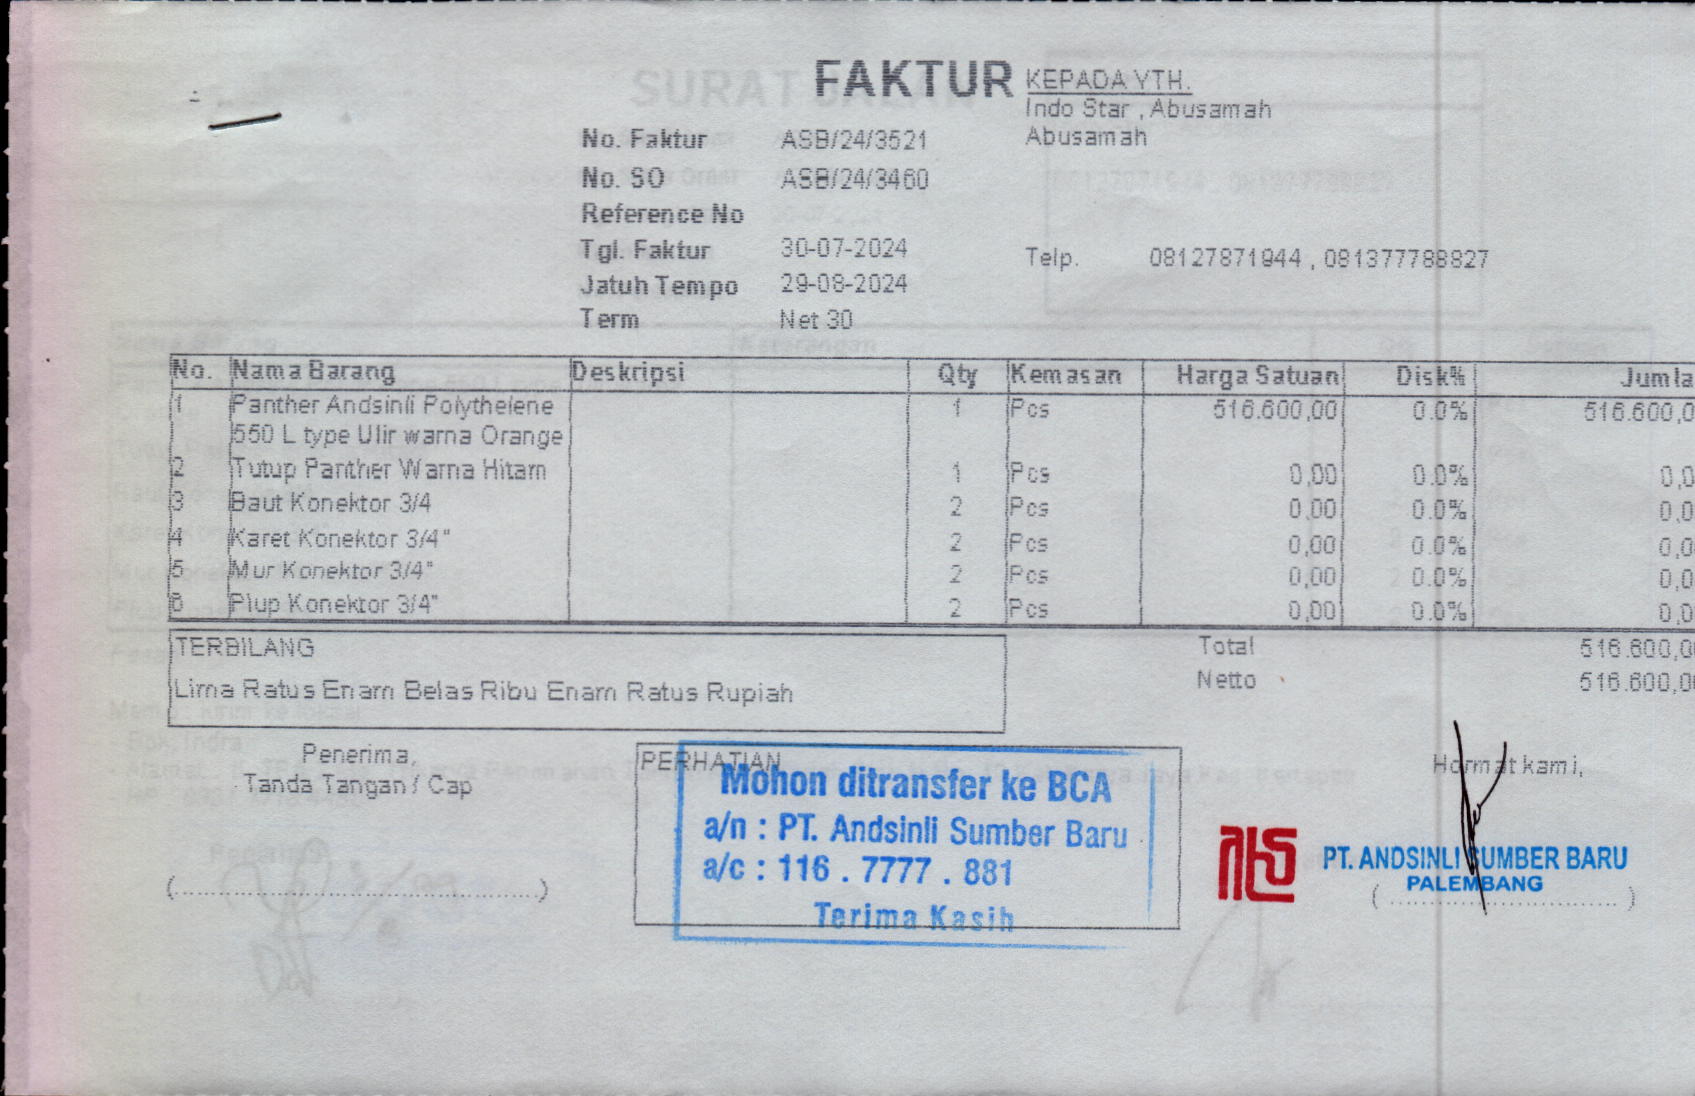 FAKTUR
KEPADA YTH.
Indo Star , Abusamah
Abusamah
No. Faktur ASB/24/3521
No. SO ASB/24/3460
Reference No
Tgl. Faktur 30-07-2024
Telp. 08127871944 , 081377788827
Jatuh Tempo 29-08-2024
Term Net 30
No. Nama Barang Deskripsi Qty Kemasan Harga Satuan Disk% Jumla
1 Panther Andsinli Polythelene 1 Pcs 516.600,00 0.0% 516.600,0
550 L type Ulir warna Orange
2 Tutup Panther Warna Hitam 1 Pcs 0,00 0.0% 0,0
3 Baut Konektor 3/4 2 Pcs 0,00 0.0% 0,0
4 Karet Konektor 3/4" 2 Pcs 0,00 0.0% 0,0
5 Mur Konektor 3/4" 2 Pcs 0,00 0.0% 0,0
6 Plup Konektor 3/4" 2 Pcs 0,00 0.0% 0,0
TERBILANG
Lima Ratus Enam Belas Ribu Enam Ratus Rupiah
Total 516.600,00
Netto 516.600,00
Penerima,
Tanda Tangan / Cap
PERHATIAN
Mohon ditransfer ke BCA
a/n : PT. Andsinli Sumber Baru
a/c : 116 . 7777 . 881
Terima Kasih
Hormat kami,
PT. ANDSINLI SUMBER BARU
PALEMBANG